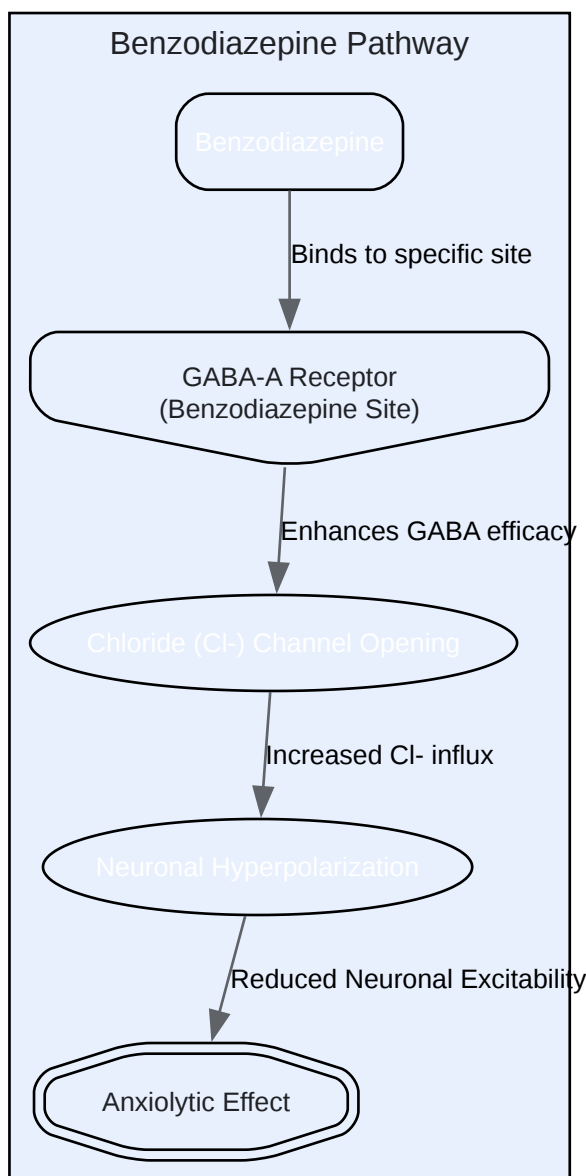 Benzodiazepine Pathway
Benzodiazepine
Binds to specific site
GABA-A Receptor
(Benzodiazepine Site)
Enhances GABA efficacy
Chloride (Cl-) Channel Opening
Increased Cl- influx
Neuronal Hyperpolarization
Reduced Neuronal Excitability
Anxiolytic Effect